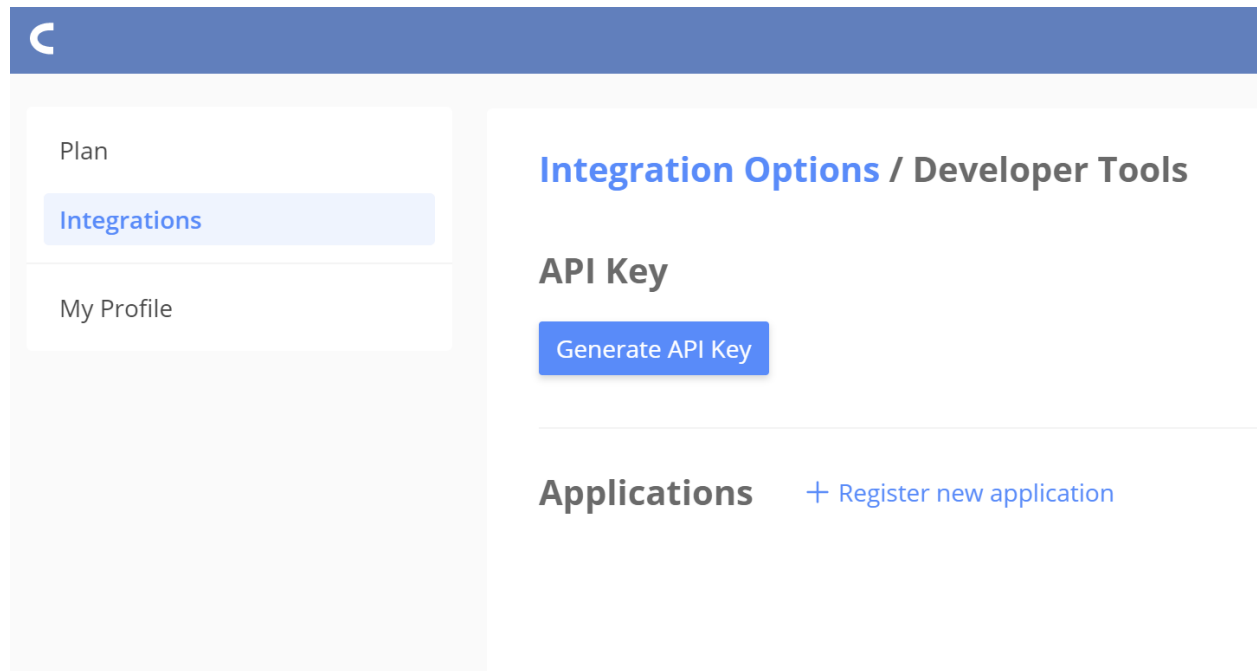 Plan
Integrations
My Profile
Integration Options / Developer Tools
API Key
Generate API Key
Applications
+ Register new application